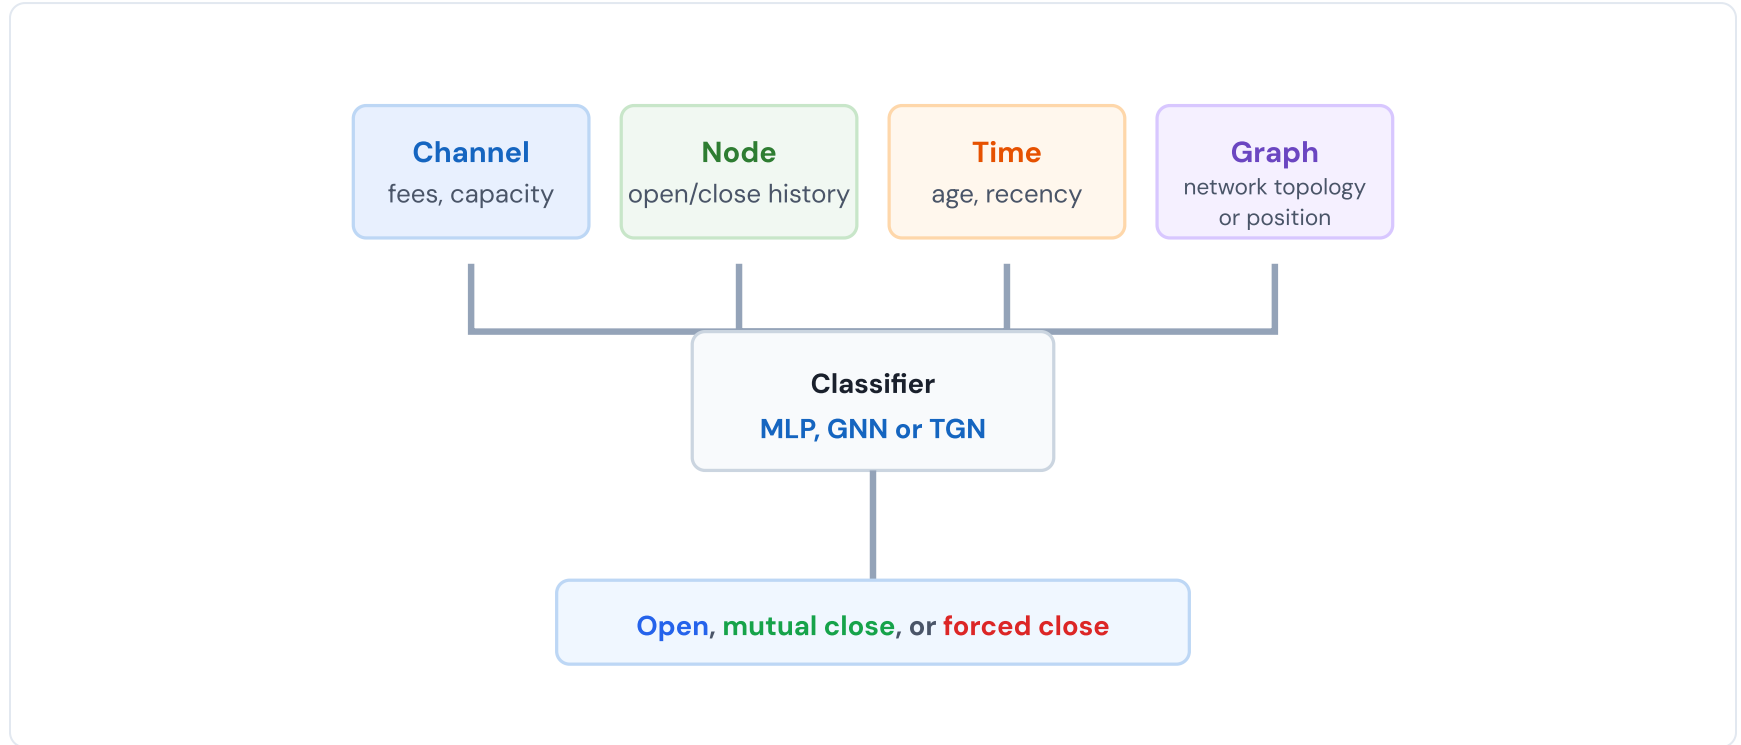 Channel
fees, capacity
Node
open/close history
Time
age, recency
Graph
network topology
or position
Classifier
MLP, GNN or TGN
Open, mutual close, or forced close